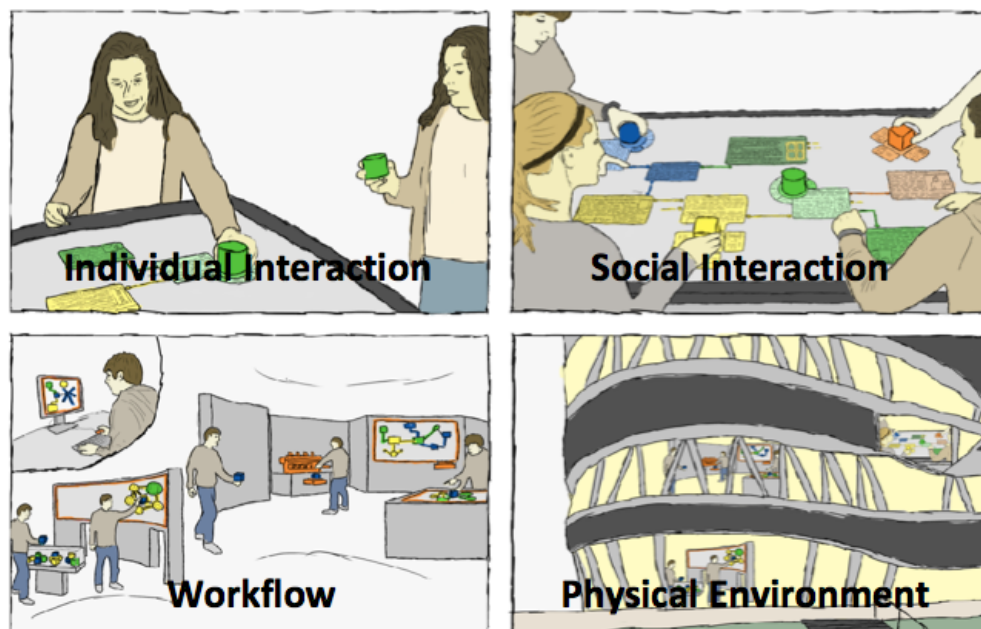 Individual Interaction
Social Interaction
Workflow
Physical Environment